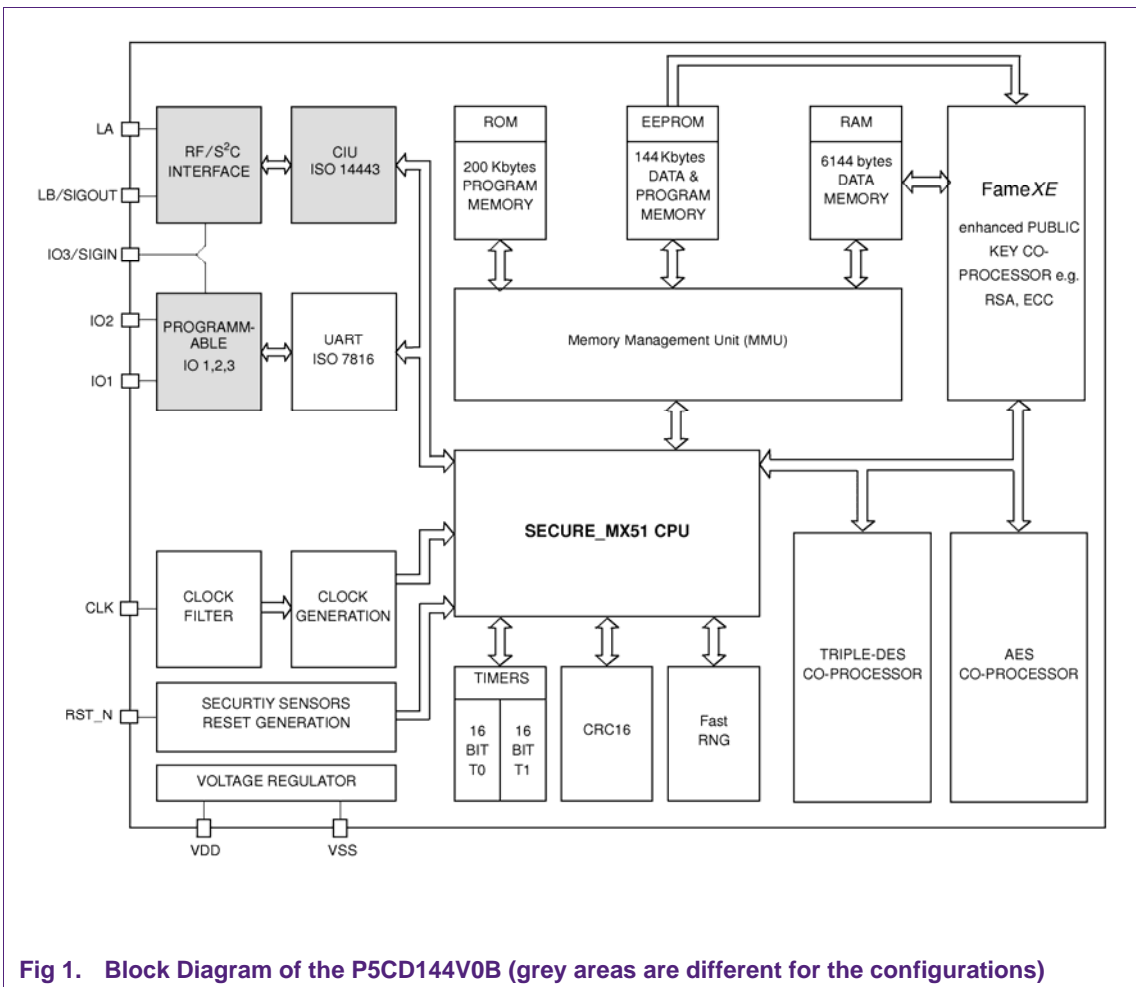 LA
LB/SIGOUT
IO3/SIGIN
IO2
IO1
CLK
RST_N
VDD
VSS
RF/S²C
INTERFACE
CIU
ISO 14443
PROGRAMM-
ABLE
IO 1,2,3
UART
ISO 7816
ROM
200 Kbytes
PROGRAM
MEMORY
EEPROM
144 Kbytes
DATA &
PROGRAM
MEMORY
RAM
6144 bytes
DATA
MEMORY
FameXE
enhanced PUBLIC
KEY CO-
PROCESSOR e.g.
RSA, ECC
Memory Management Unit (MMU)
SECURE_MX51 CPU
CLOCK
FILTER
CLOCK
GENERATION
SECURTIY SENSORS
RESET GENERATION
VOLTAGE REGULATOR
TIMERS
16
BIT
T0
16
BIT
T1
CRC16
Fast
RNG
TRIPLE-DES
CO-PROCESSOR
AES
CO-PROCESSOR
Fig 1. Block Diagram of the P5CD144V0B (grey areas are different for the configurations)